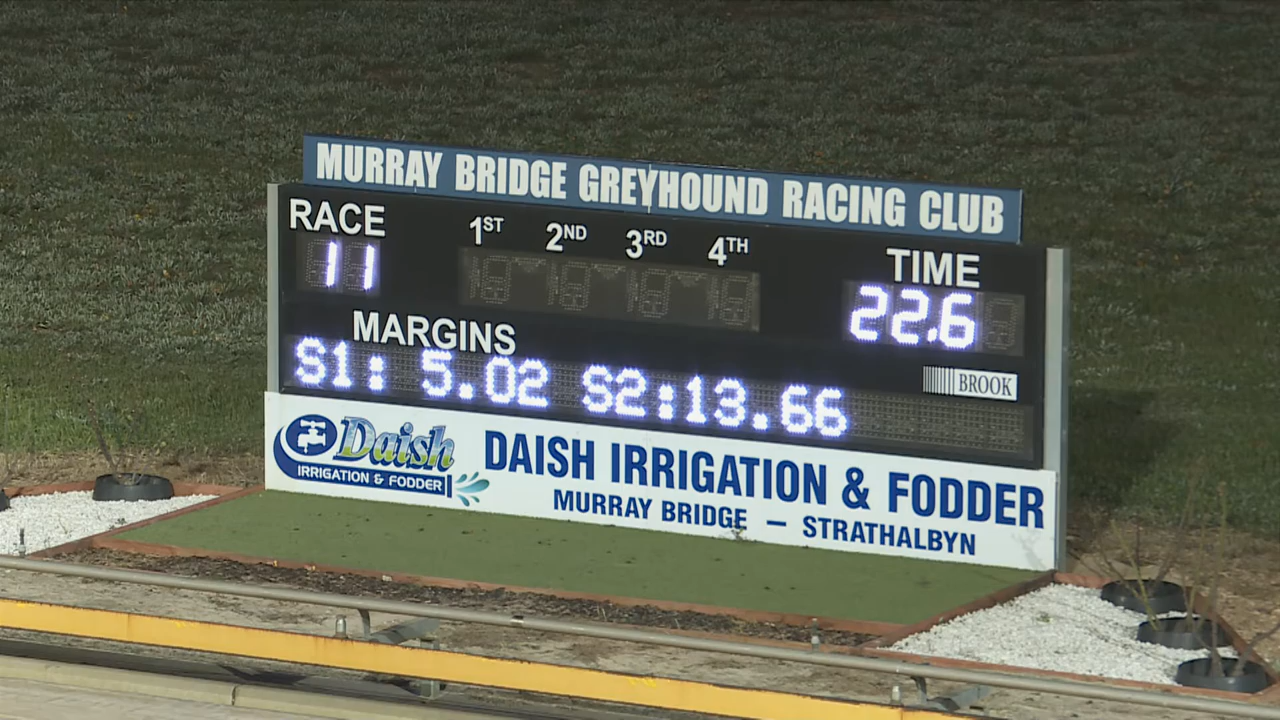 MURRAY BRIDGE GREYHOUND RACING CLUB
RACE 1ST 2ND 3RD 4TH TIME
11 22.6
MARGINS
S1: 5.02 S2:13.66
BROOK
Daish
IRRIGATION & FODDER
DAISH IRRIGATION & FODDER
MURRAY BRIDGE – STRATHALBYN